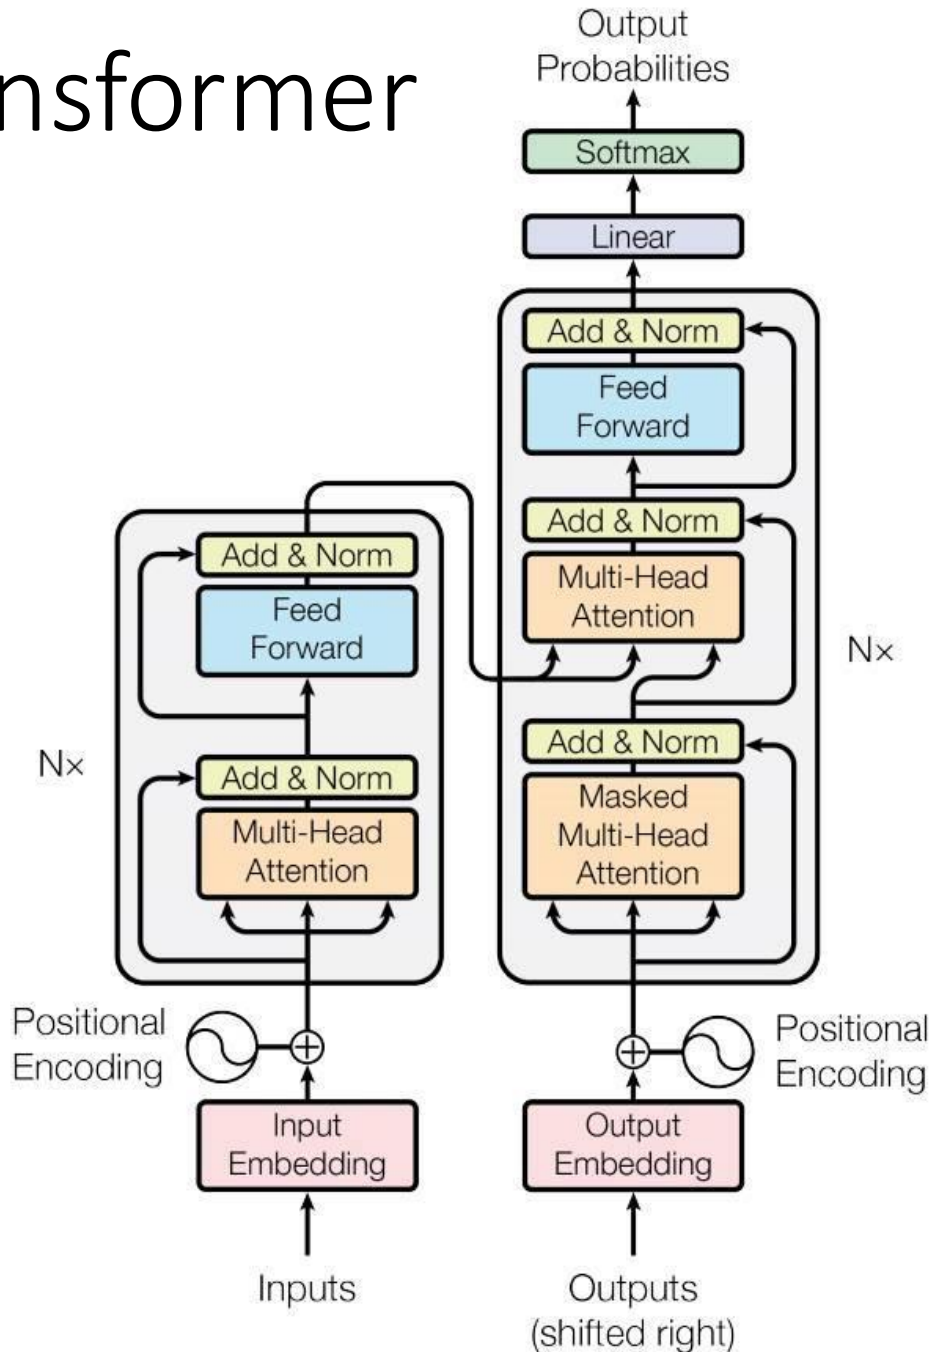 nsformer
Output
Probabilities
Softmax
Linear
Add & Norm
Feed
Forward
Add & Norm
Multi-Head
Attention
Nx
Add & Norm
Masked
Multi-Head
Attention
Add & Norm
Feed
Forward
Nx
Add & Norm
Multi-Head
Attention
Positional
Encoding
Positional
Encoding
Input
Embedding
Output
Embedding
Inputs
Outputs
(shifted right)